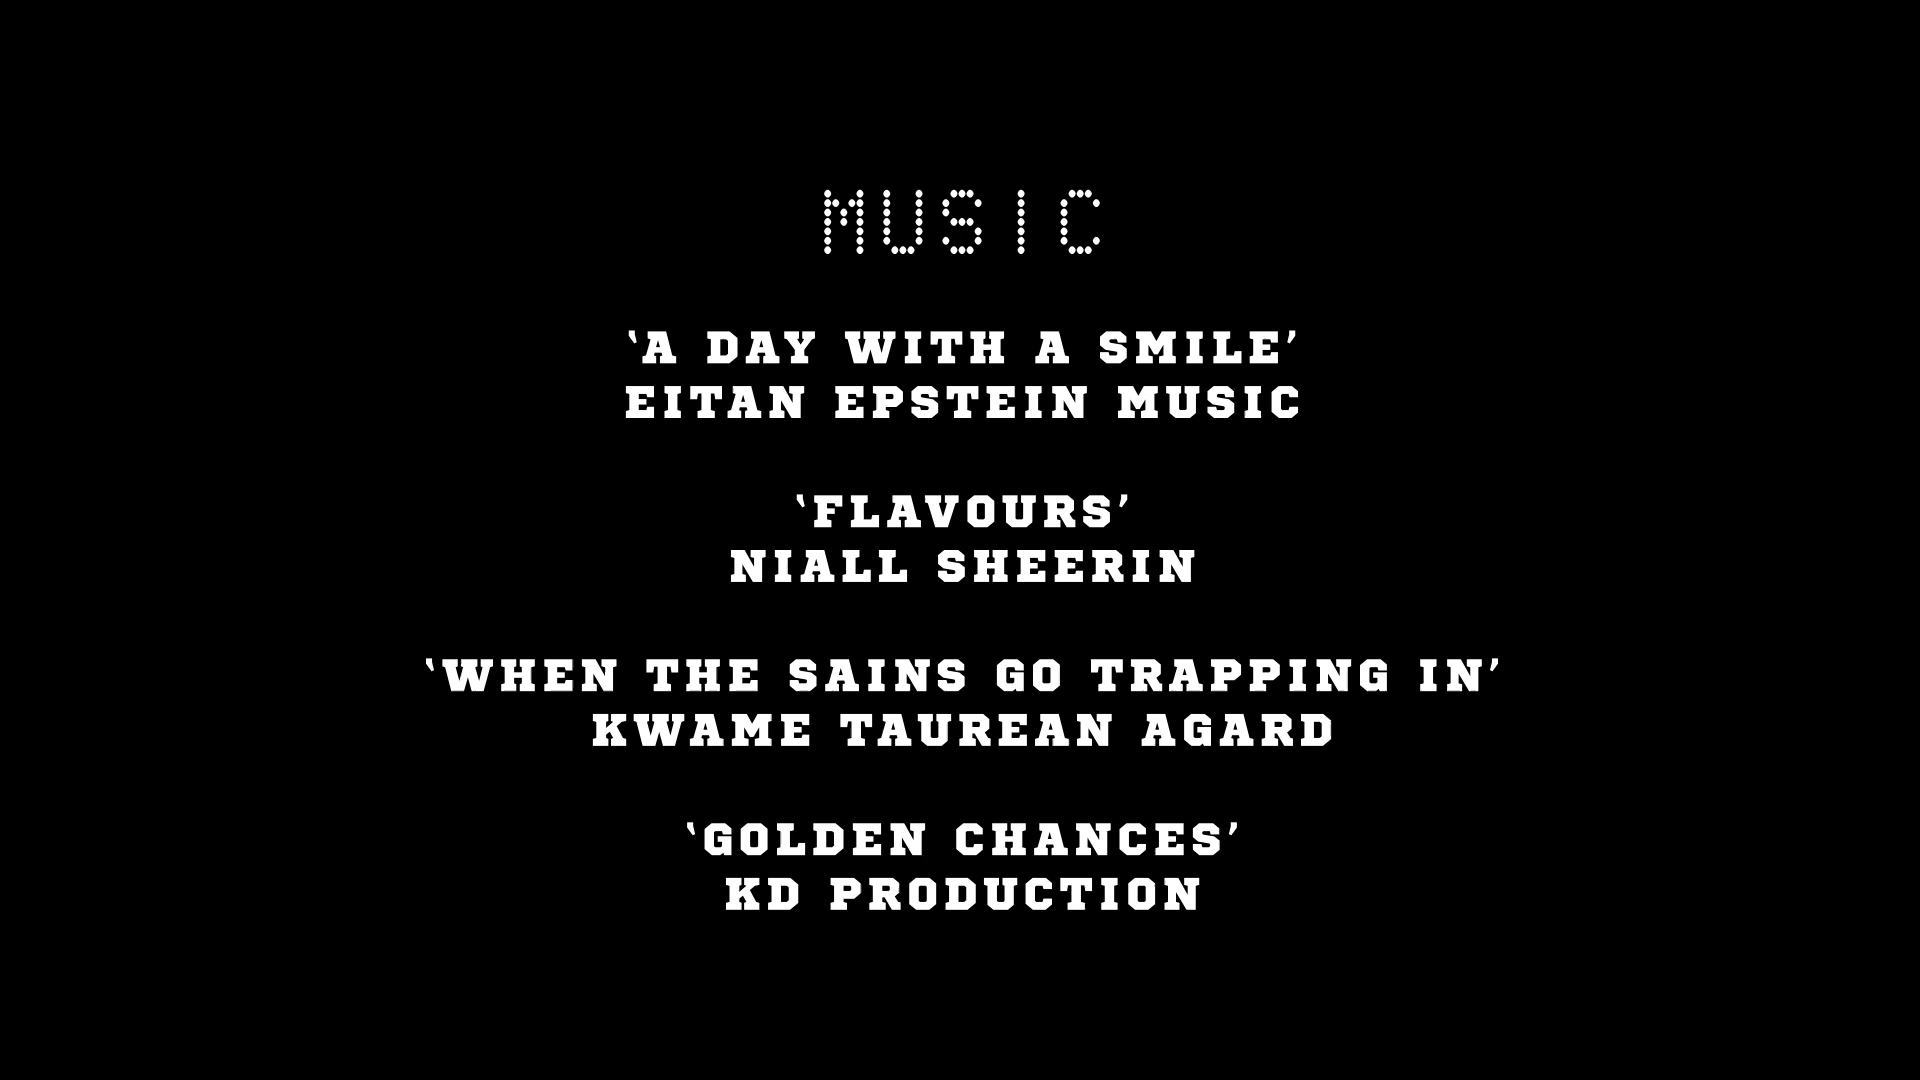 MUSIC
‘A DAY WITH A SMILE’
EITAN EPSTEIN MUSIC
‘FLAVOURS’
NIALL SHEERIN
‘WHEN THE SAINS GO TRAPPING IN’
KWAME TAUREAN AGARD
‘GOLDEN CHANCES’
KD PRODUCTION